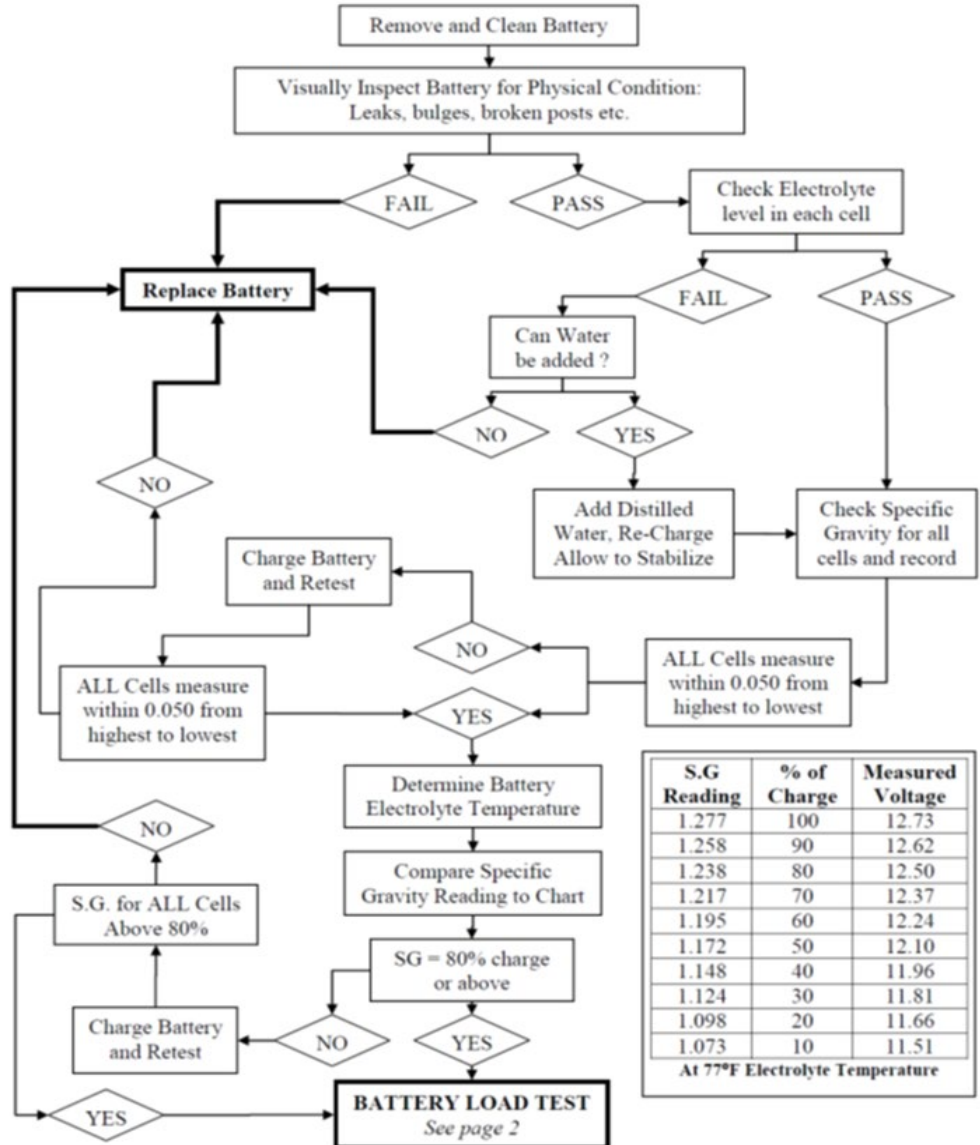 Remove and Clean Battery
Visually Inspect Battery for Physical Condition:
Leaks, bulges, broken posts etc.
FAIL
PASS
Check Electrolyte
level in each cell
Replace Battery
FAIL
PASS
Can Water
be added ?
NO
YES
NO
Add Distilled
Water, Re-Charge
Allow to Stabilize
Check Specific
Gravity for all
cells and record
Charge Battery
and Retest
NO
ALL Cells measure
within 0.050 from
highest to lowest
ALL Cells measure
within 0.050 from
highest to lowest
YES
Determine Battery
Electrolyte Temperature
NO
Compare Specific
Gravity Reading to Chart
S.G. for ALL Cells
Above 80%
SG = 80% charge
or above
Charge Battery
and Retest
NO
YES
YES
BATTERY LOAD TEST
See page 2
S.G % of Measured
Reading Charge Voltage
1.277 100 12.73
1.258 90 12.62
1.238 80 12.50
1.217 70 12.37
1.195 60 12.24
1.172 50 12.10
1.148 40 11.96
1.124 30 11.81
1.098 20 11.66
1.073 10 11.51
At 77°F Electrolyte Temperature